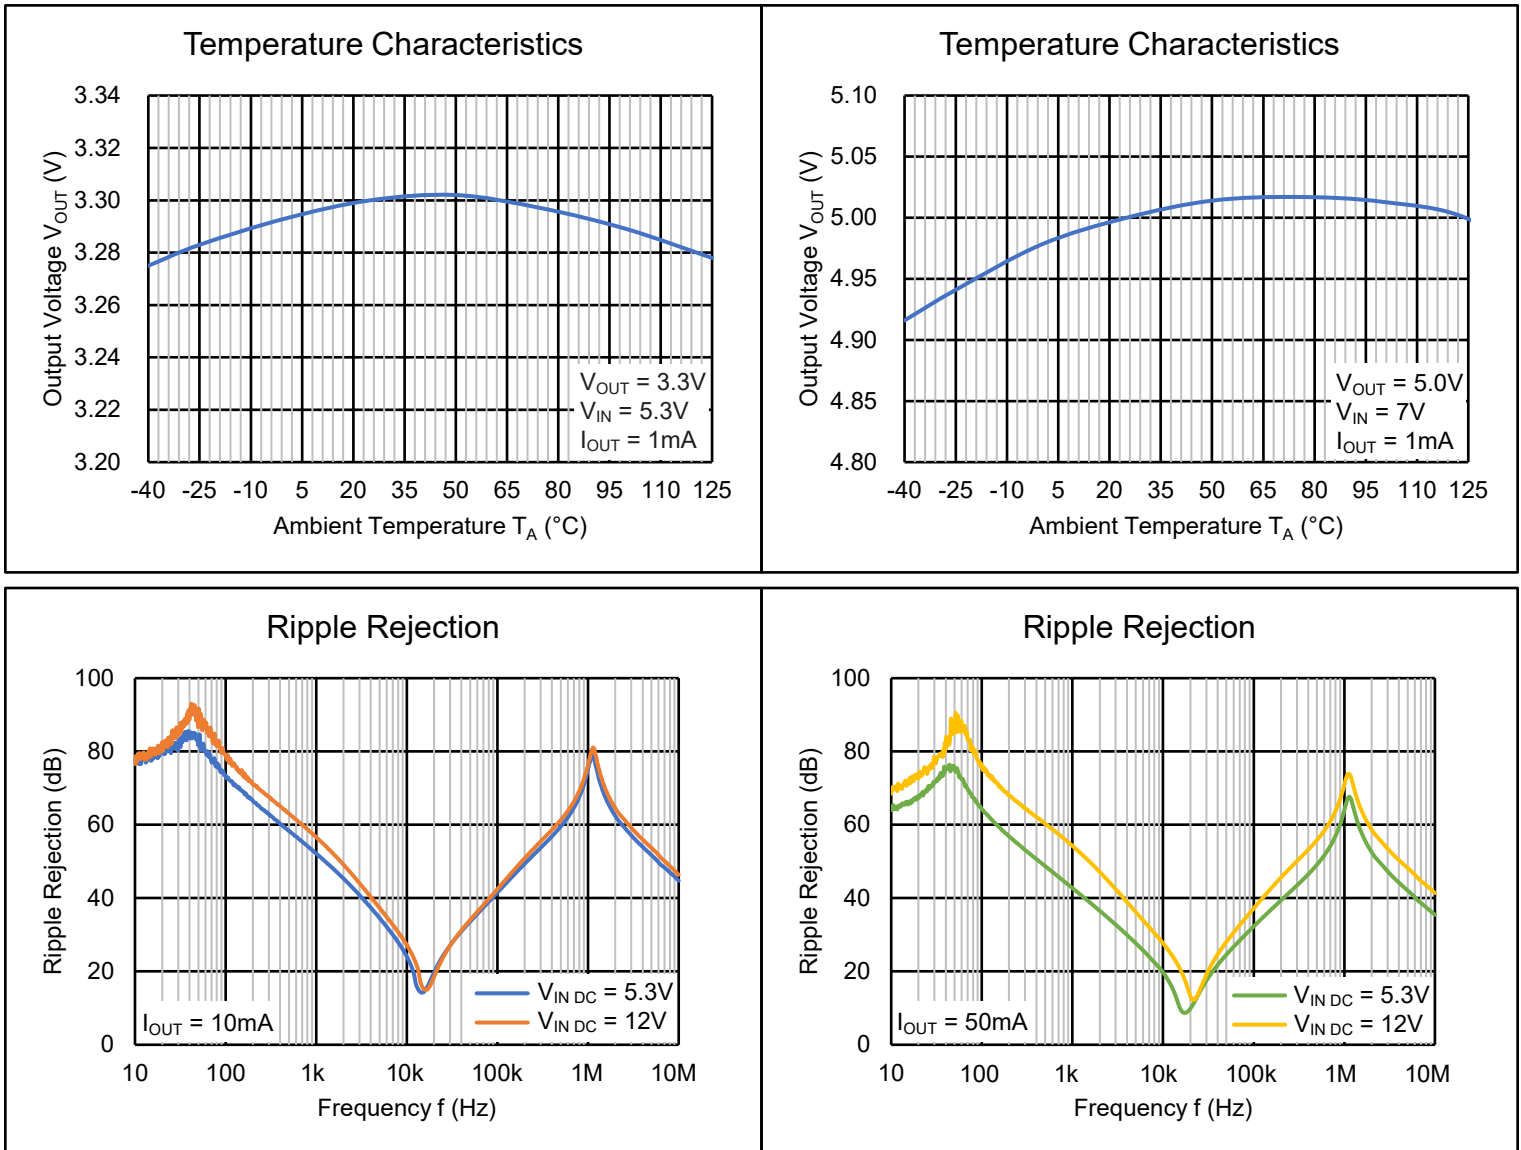 Temperature Characteristics
3.34
3.32
3.30
3.28
3.26
3.24
3.22
3.20
Output Voltage VOUT (V)
VOUT = 3.3V
VIN = 5.3V
IOUT = 1mA
-40 -25 -10 5 20 35 50 65 80 95 110 125
Ambient Temperature TA (°C)
Temperature Characteristics
5.10
5.05
5.00
4.95
4.90
4.85
4.80
Output Voltage VOUT (V)
VOUT = 5.0V
VIN = 7V
IOUT = 1mA
-40 -25 -10 5 20 35 50 65 80 95 110 125
Ambient Temperature TA (°C)
Ripple Rejection
100
80
60
40
20
0
Ripple Rejection (dB)
VIN DC = 5.3V
VIN DC = 12V
IOUT = 10mA
10 100 1k 10k 100k 1M 10M
Frequency f (Hz)
Ripple Rejection
100
80
60
40
20
0
Ripple Rejection (dB)
VIN DC = 5.3V
VIN DC = 12V
IOUT = 50mA
10 100 1k 10k 100k 1M 10M
Frequency f (Hz)